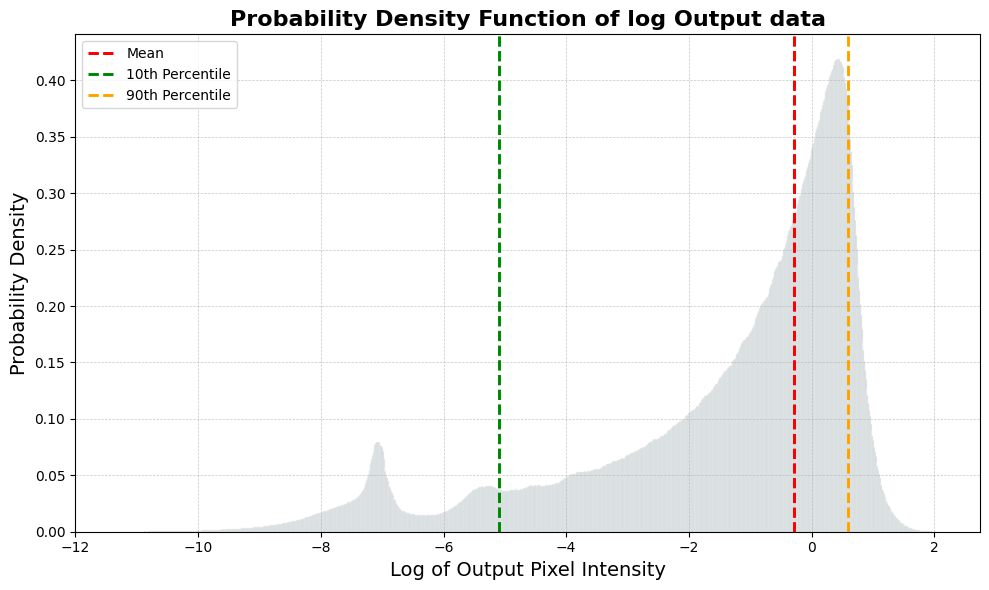 Probability Density Function of log Output data
Mean
10th Percentile
90th Percentile
0.40
0.35
0.30
0.25
0.20
0.15
0.10
0.05
0.00
Probability Density
−12
−10
−8
−6
−4
−2
0
2
Log of Output Pixel Intensity